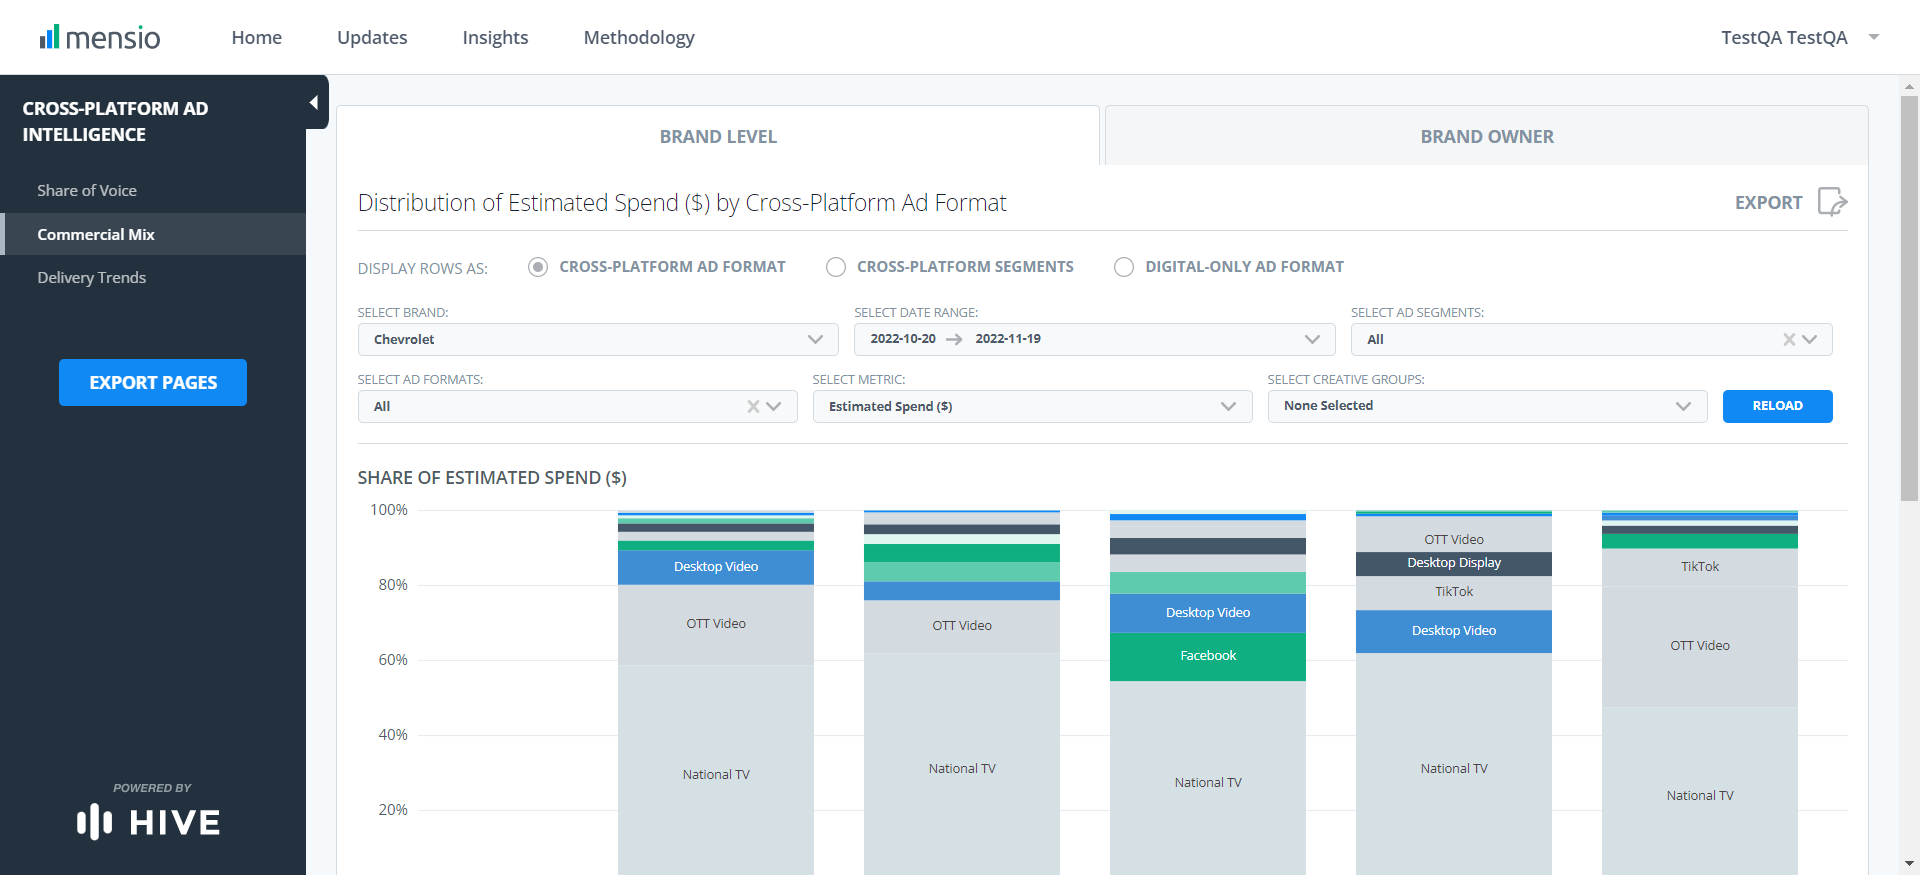 mensio
Home
Updates
Insights
Methodology
TestQA TestQA
CROSS-PLATFORM AD
INTELLIGENCE
Share of Voice
Commercial Mix
Delivery Trends
EXPORT PAGES
POWERED BY
HIVE
BRAND LEVEL
BRAND OWNER
Distribution of Estimated Spend ($) by Cross-Platform Ad Format
EXPORT
DISPLAY ROWS AS:
CROSS-PLATFORM AD FORMAT
CROSS-PLATFORM SEGMENTS
DIGITAL-ONLY AD FORMAT
SELECT BRAND:
Chevrolet
SELECT DATE RANGE:
2022-10-20 → 2022-11-19
SELECT AD SEGMENTS:
All
SELECT AD FORMATS:
All
SELECT METRIC:
Estimated Spend ($)
SELECT CREATIVE GROUPS:
None Selected
RELOAD
SHARE OF ESTIMATED SPEND ($)
100%
80%
60%
40%
20%
Desktop Video
OTT Video
National TV
OTT Video
National TV
Desktop Video
Facebook
National TV
OTT Video
Desktop Display
TikTok
Desktop Video
National TV
TikTok
OTT Video
National TV